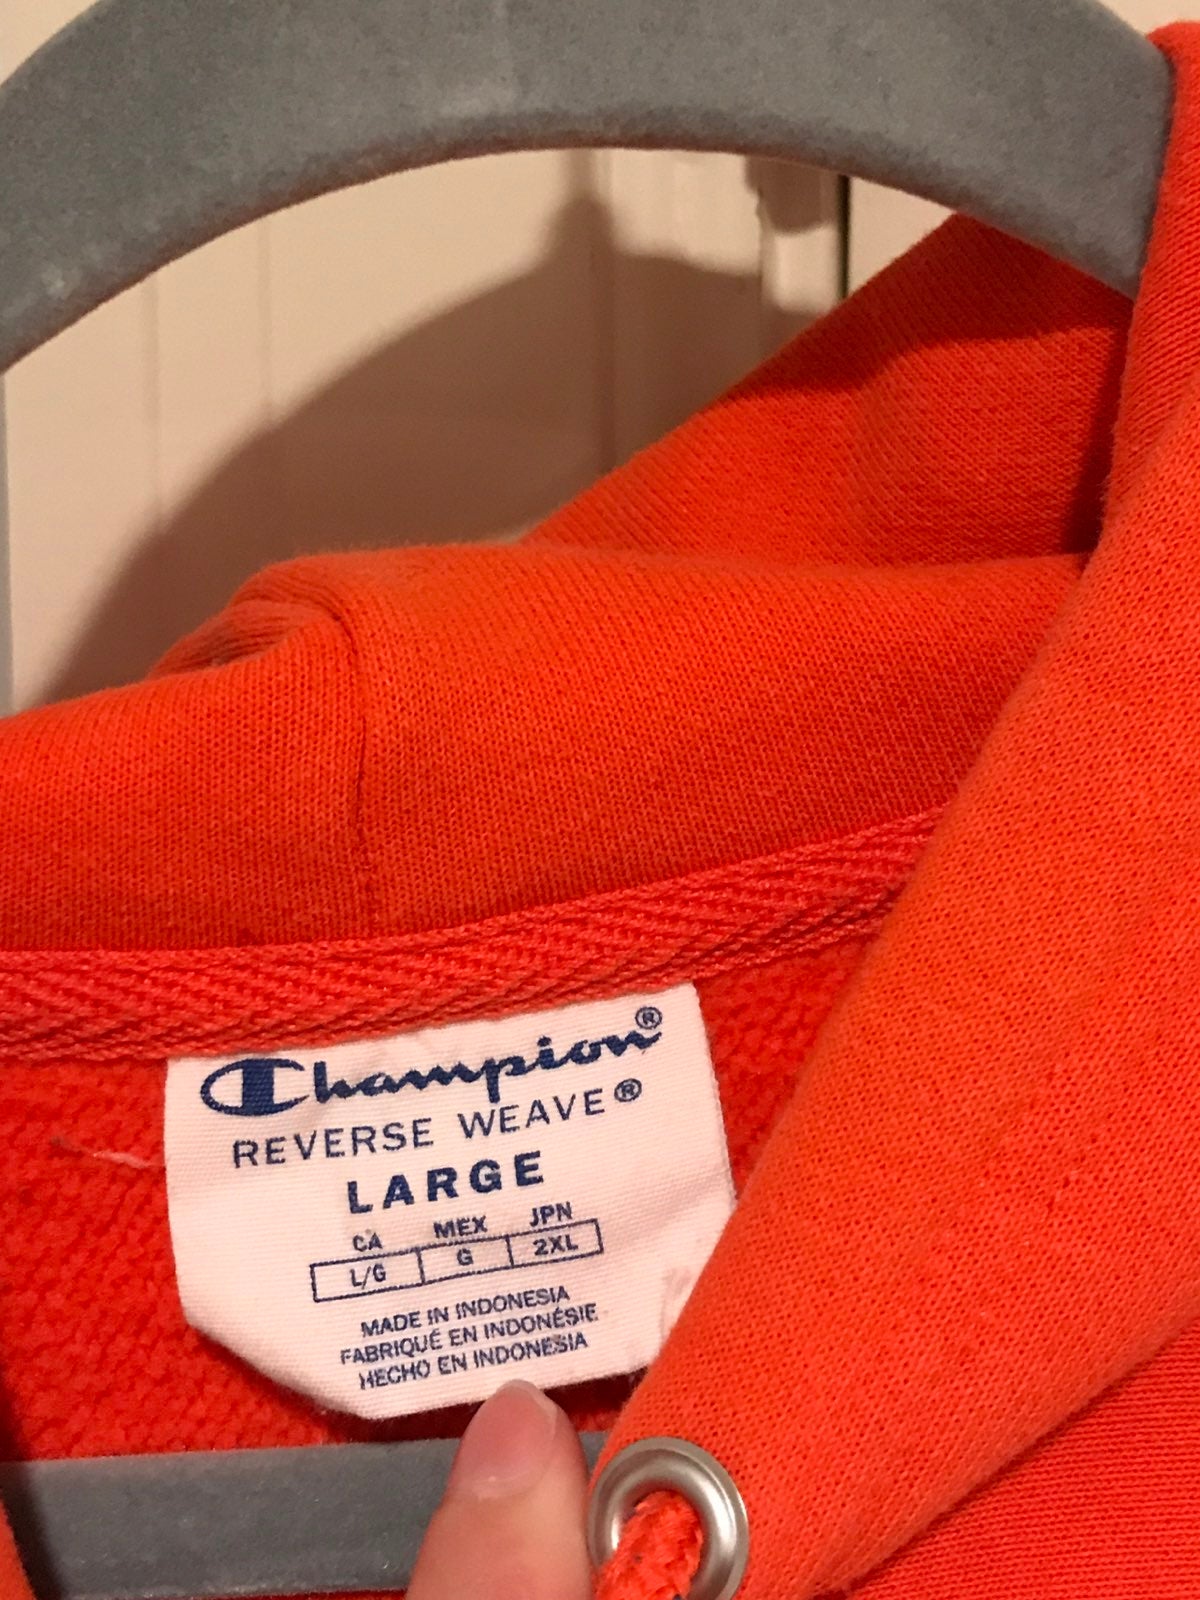 Champion®
REVERSE WEAVE®
LARGE
CA MEX JPN
L/G G 2XL
MADE IN INDONESIA
FABRIQUÉ EN INDONÉSIE
HECHO EN INDONESIA